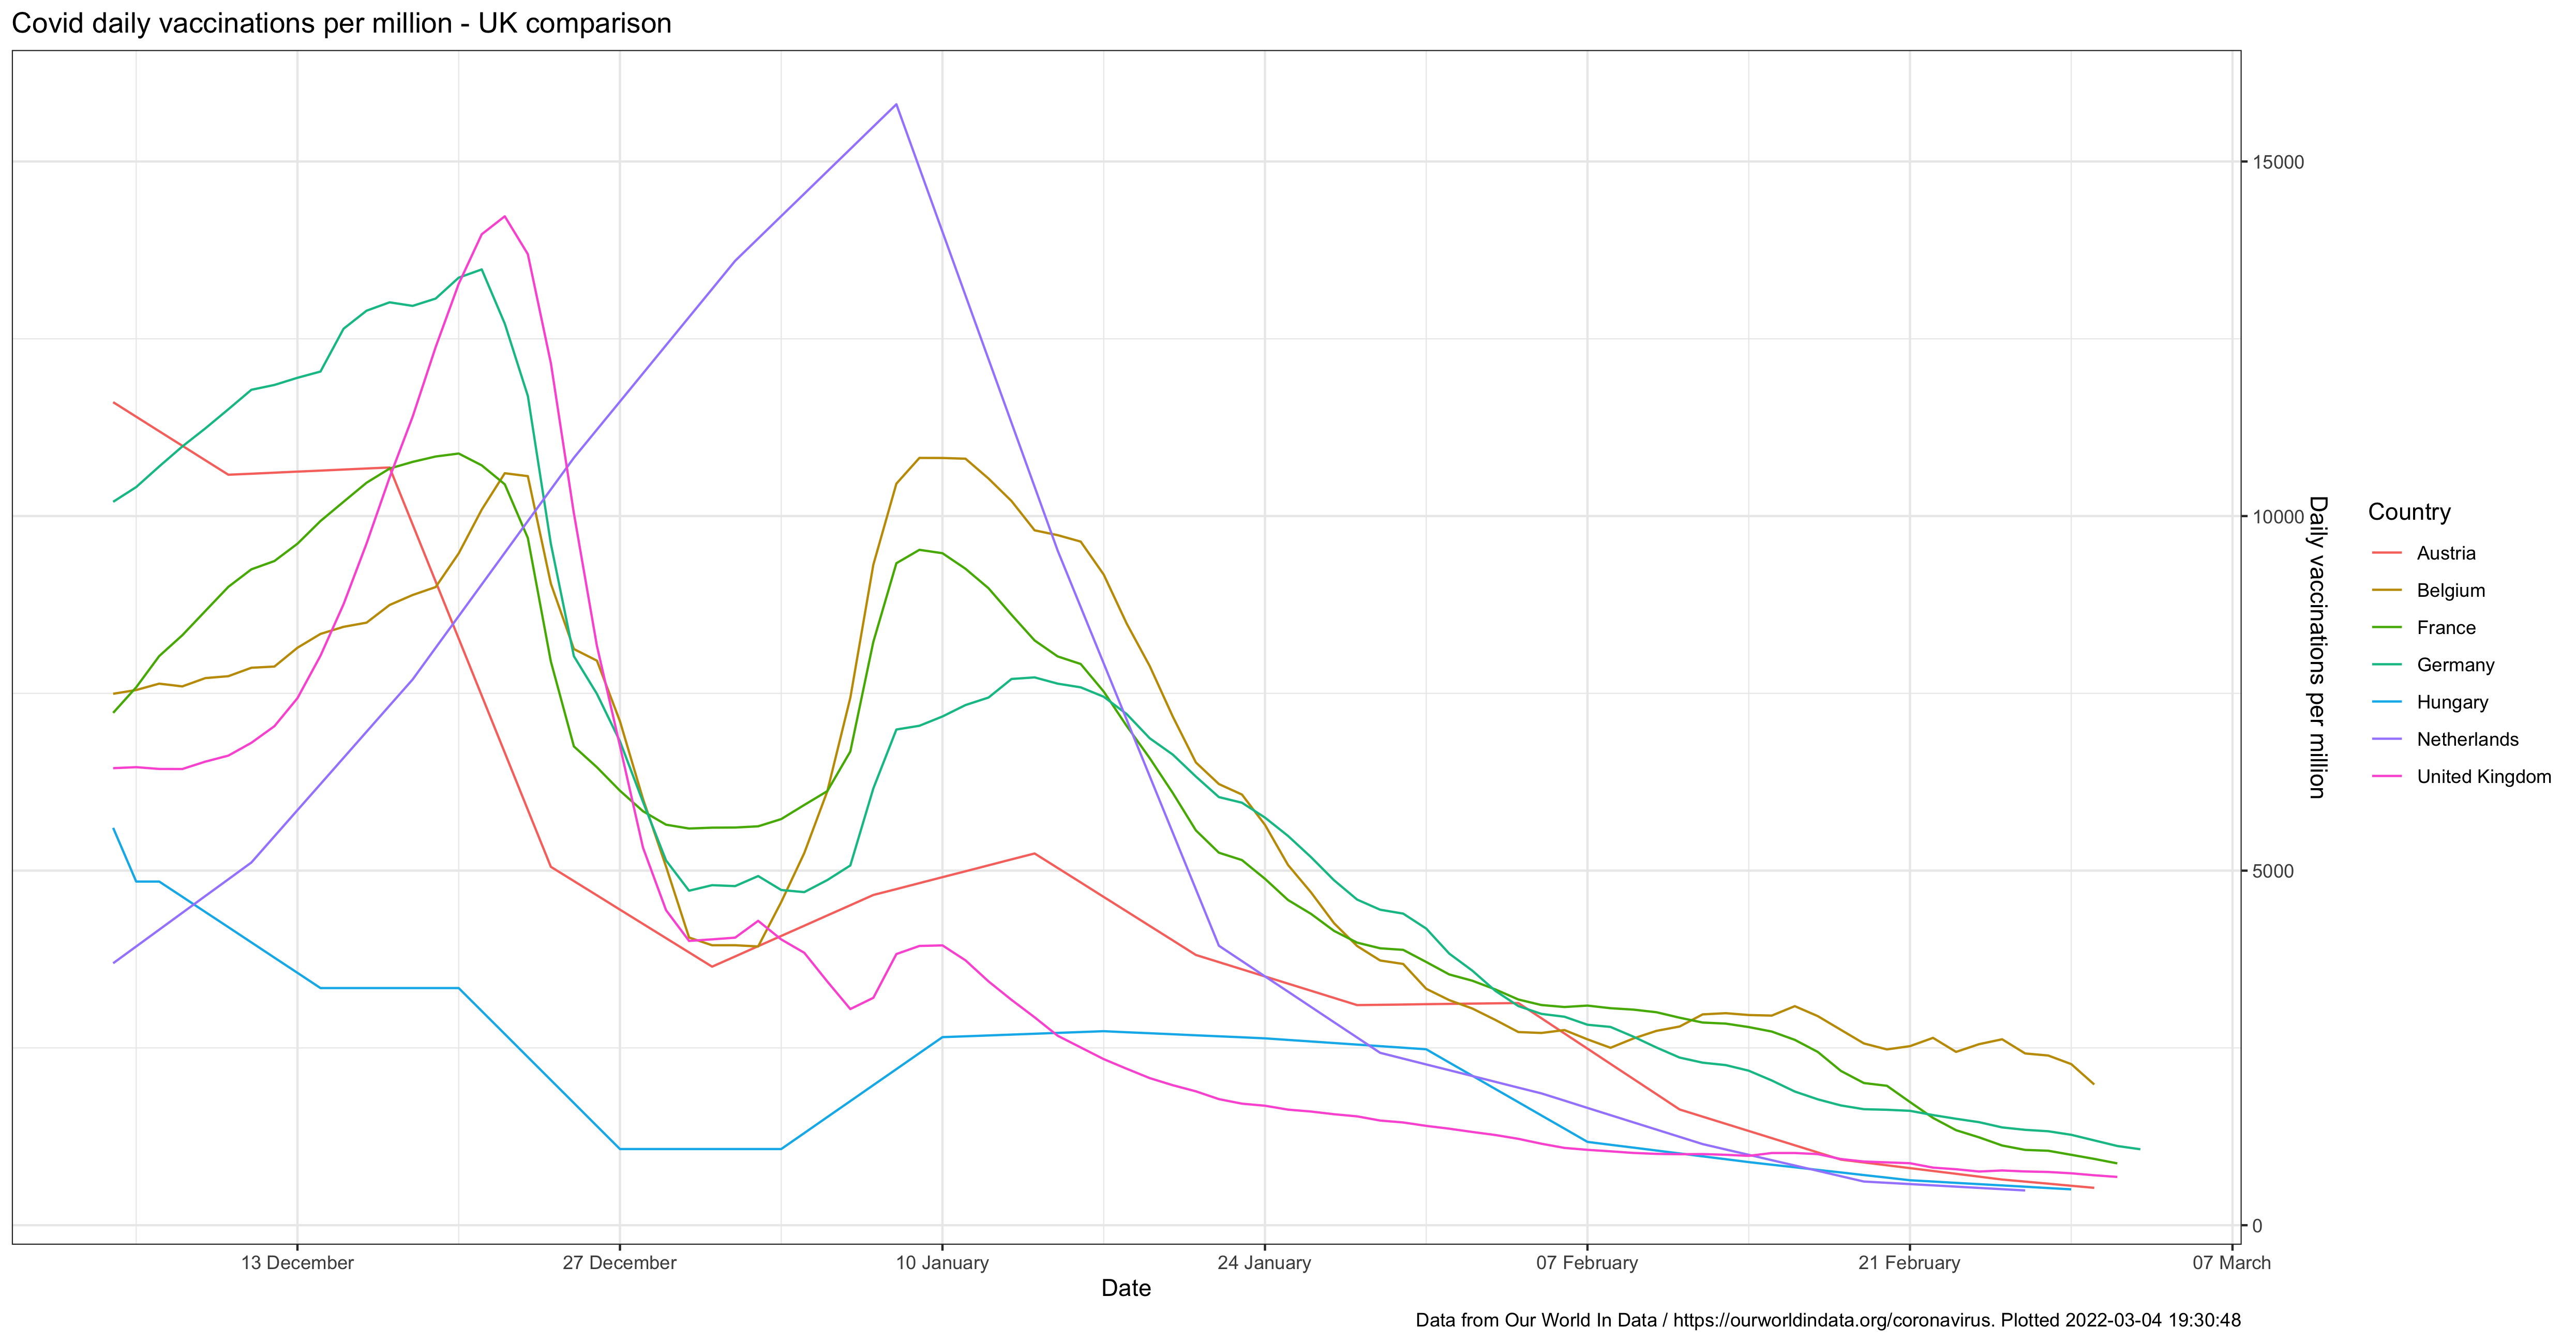 Covid daily vaccinations per million - UK comparison
15000
10000
5000
0
Daily vaccinations per million
Country
Austria
Belgium
France
Germany
Hungary
Netherlands
United Kingdom
13 December
27 December
10 January
24 January
07 February
21 February
07 March
Date
Data from Our World In Data / https://ourworldindata.org/coronavirus. Plotted 2022-03-04 19:30:48